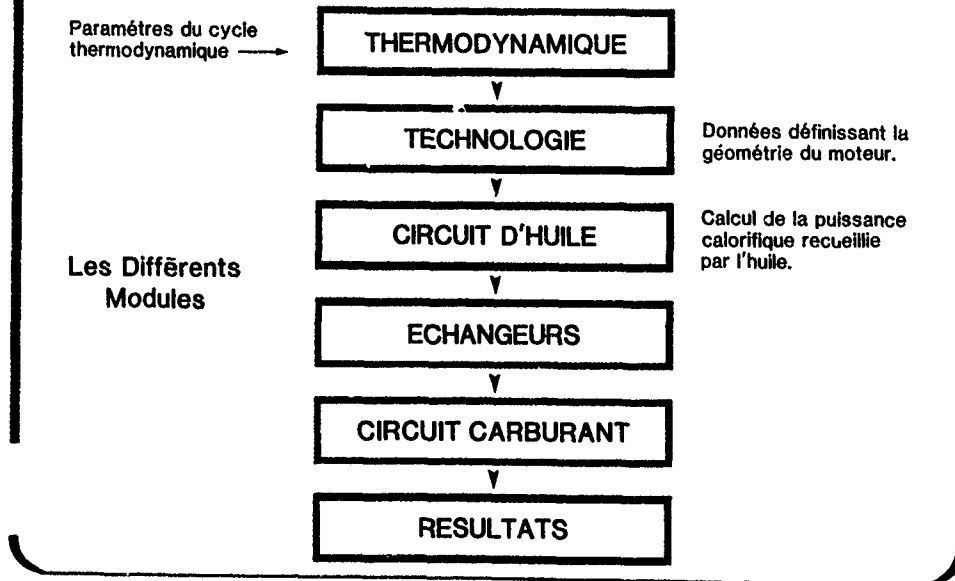 Paramétres du cycle
thermodynamique
THERMODYNAMIQUE
TECHNOLOGIE
Données définissant la
géométrie du moteur.
CIRCUIT D'HUILE
Calcul de la puissance
calorifique recueillie
par l'huile.
Les Différents
Modules
ECHANGEURS
CIRCUIT CARBURANT
RESULTATS